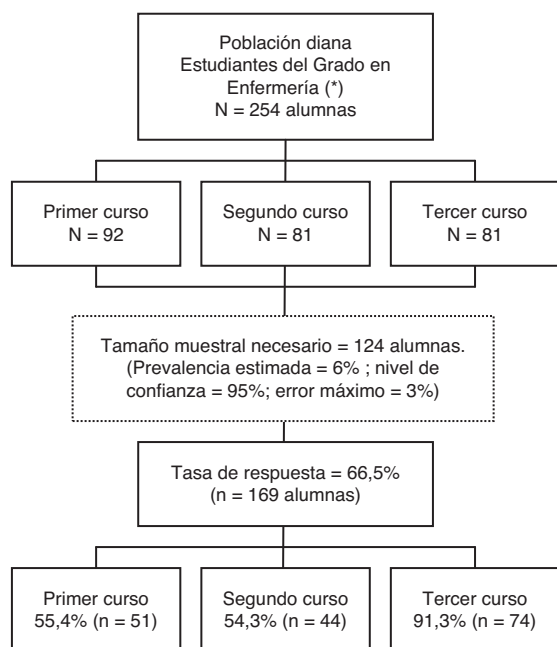 Población diana
Estudiantes del Grado en
Enfermería (*)
N = 254 alumnas
Primer curso
N = 92
Segundo curso
N = 81
Tercer curso
N = 81
Tamaño muestral necesario = 124 alumnas.
(Prevalencia estimada = 6% ; nivel de
confianza = 95%; error máximo = 3%)
Tasa de respuesta = 66,5%
(n = 169 alumnas)
Primer curso
55,4% (n = 51)
Segundo curso
54,3% (n = 44)
Tercer curso
91,3% (n = 74)